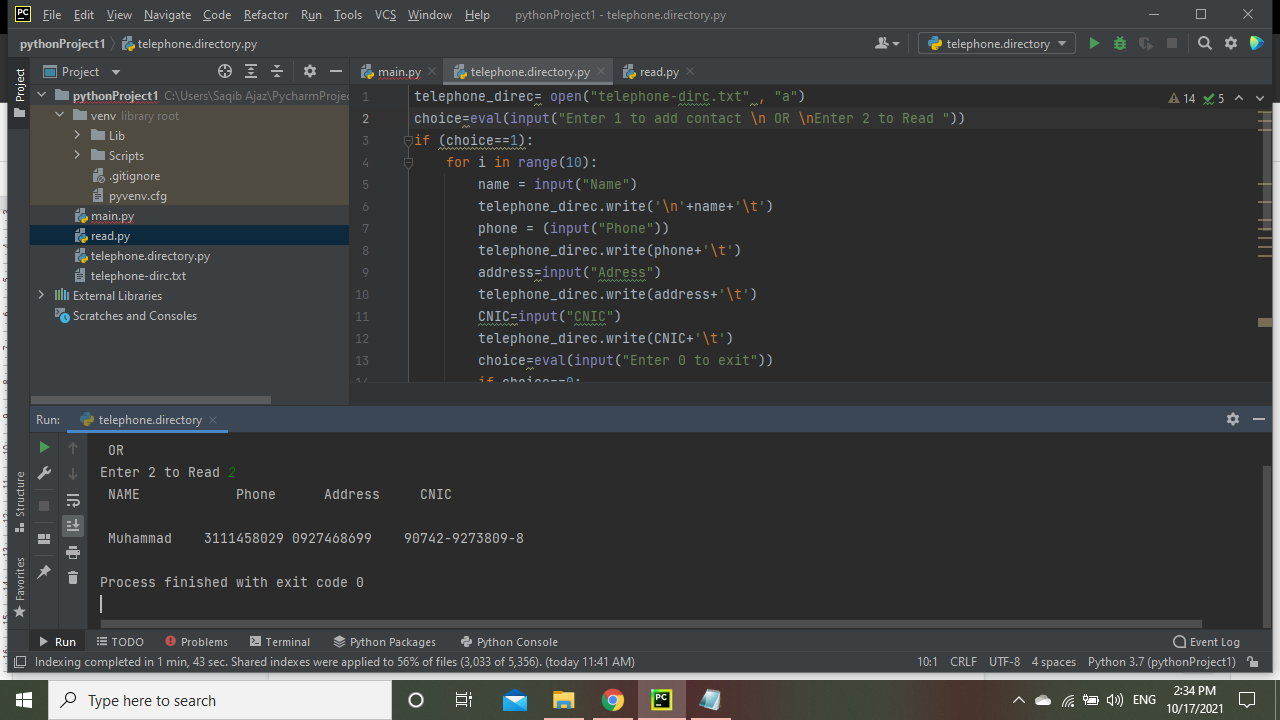 PC File Edit View Navigate Code Refactor Run Tools VCS Window Help pythonProject1 - telephone.directory.py
pythonProject1 telephone.directory.py telephone.directory
Project Project main.py telephone.directory.py read.py
pythonProject1 C:\Users\Saqib Ajaz\PycharmProjec
venv library root
Lib
Scripts
.gitignore
pyvenv.cfg
main.py
read.py
telephone.directory.py
telephone-dirc.txt
External Libraries
Scratches and Consoles
14 5
1 telephone_direc= open("telephone-dirc.txt" , "a")
2 choice=eval(input("Enter 1 to add contact \n OR \nEnter 2 to Read "))
3 if (choice==1):
4 for i in range(10):
5 name = input("Name")
6 telephone_direc.write('\n'+name+'\t')
7 phone = (input("Phone"))
8 telephone_direc.write(phone+'\t')
9 address=input("Adress")
10 telephone_direc.write(address+'\t')
11 CNIC=input("CNIC")
12 telephone_direc.write(CNIC+'\t')
13 choice=eval(input("Enter 0 to exit"))
14 if choice==0:
Run: telephone.directory
OR
Enter 2 to Read 2
NAME Phone Address CNIC
Muhammad 3111458029 0927468699 90742-9273809-8
Process finished with exit code 0
Structure
Favorites
Run TODO Problems Terminal Python Packages Python Console Event Log
Indexing completed in 1 min, 43 sec. Shared indexes were applied to 56% of files (3,033 of 5,356). (today 11:41 AM) 10:1 CRLF UTF-8 4 spaces Python 3.7 (pythonProject1)
Type here to search PC ENG 2:34 PM
10/17/2021